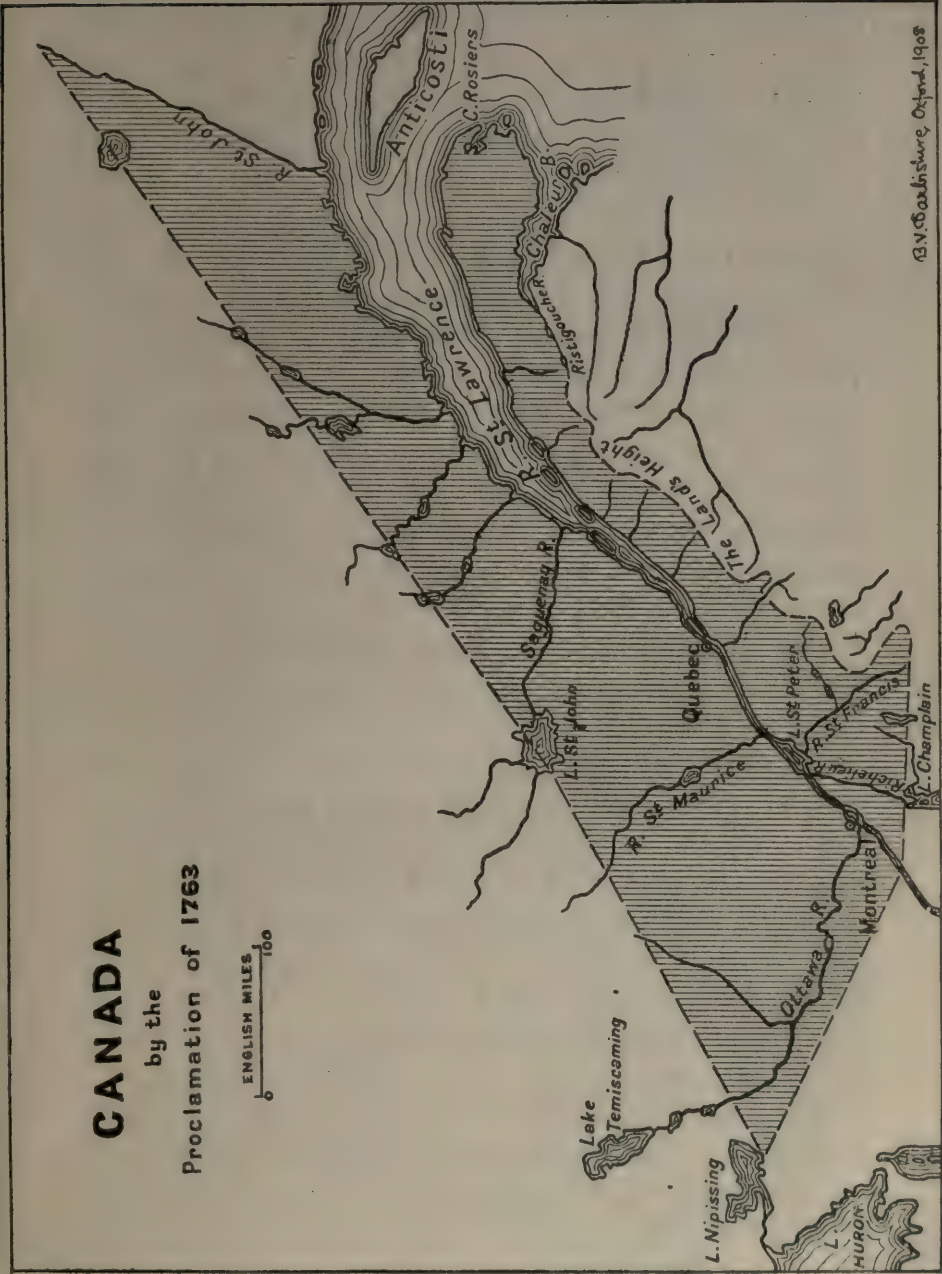 CANADA
by the
Proclamation of 1763
ENGLISH MILES
0 100
R St John
Anticosti
C. Rosiers
Chaleur B
Ristigouche R.
R. St Lawrence
The Land's Height
Saguenay R.
L. St John
Quebec
L. St Peter
R. St Francis
Richelieu R
L. Champlain
R. St Maurice
Montreal
Ottawa R
Lake
Temiscaming
L. Nipissing
L.
HURON
B.V. Barbishire, Oxford, 1908